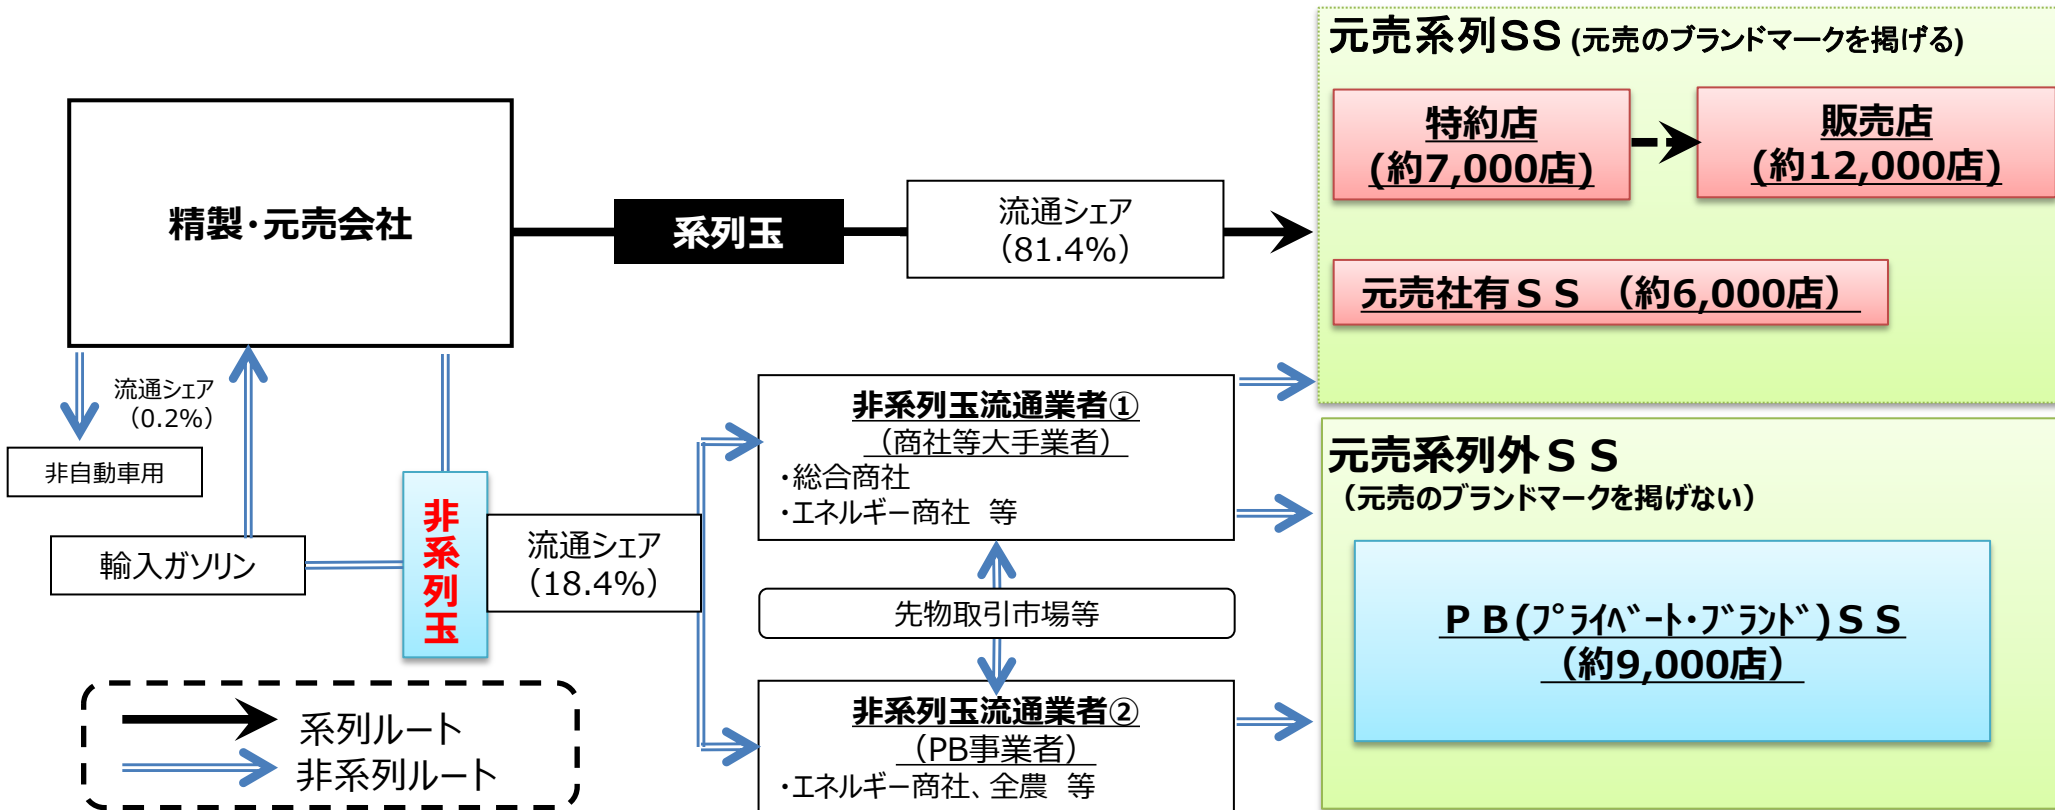 元売系列SS (元売のブランドマークを掲げる)
特約店
(約7,000店)
販売店
(約12,000店)
元売社有SS (約6,000店)
精製・元売会社
系列玉
流通シェア
(81.4%)
流通シェア
(0.2%)
非自動車用
輸入ガソリン
非系列玉
流通シェア
(18.4%)
非系列玉流通業者①
(商社等大手業者)
・総合商社
・エネルギー商社 等
先物取引市場等
非系列玉流通業者②
(PB事業者)
・エネルギー商社、全農 等
元売系列外SS
(元売のブランドマークを掲げない)
PB(プライベート・ブランド)SS
(約9,000店)
系列ルート
非系列ルート